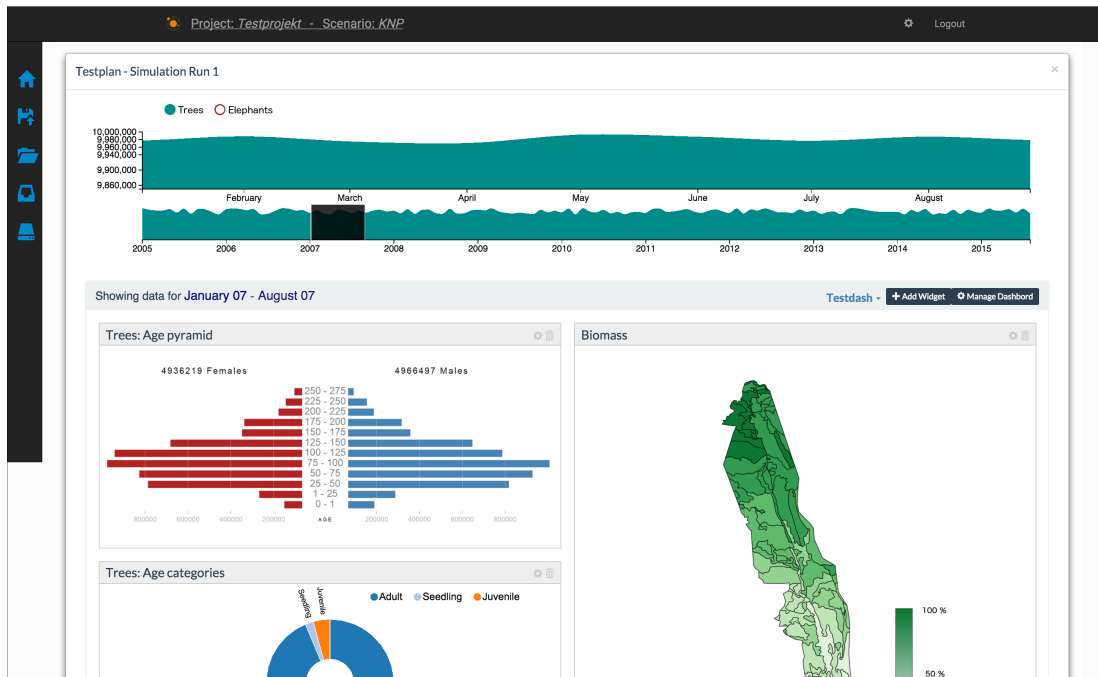 Project: Testprojekt - Scenario: KNP
Logout
Testplan - Simulation Run 1
×
Trees Elephants
10,000,000
9,980,000
9,960,000
9,940,000
9,900,000
9,860,000
February March April May June July August
2005 2006 2007 2008 2009 2010 2011 2012 2013 2014 2015
Showing data for January 07 - August 07
Testdash
+ Add Widget
Manage Dashbord
Trees: Age pyramid
4936219 Females 4966497 Males
250 - 275
225 - 250
200 - 225
175 - 200
150 - 175
125 - 150
100 - 125
75 - 100
50 - 75
25 - 50
1 - 25
0 - 1
800000 600000 400000 200000 AGE 200000 400000 600000 800000
Biomass
100 %
50 %
Trees: Age categories
Adult Seedling Juvenile
Seedling
Juvenile